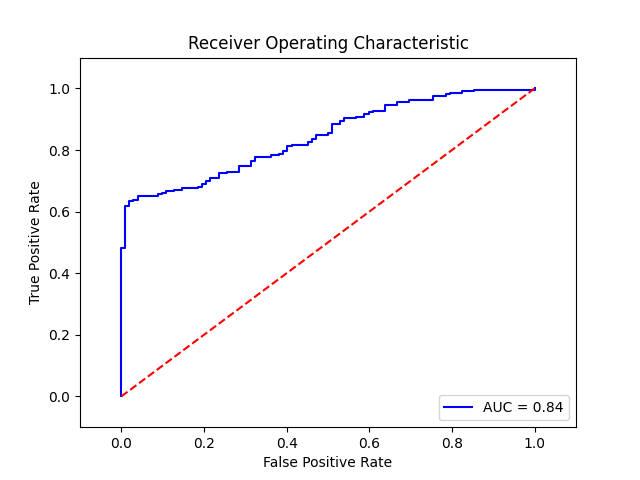 Receiver Operating Characteristic
True Positive Rate
1.0
0.8
0.6
0.4
0.2
0.0
AUC = 0.84
0.0 0.2 0.4 0.6 0.8 1.0
False Positive Rate